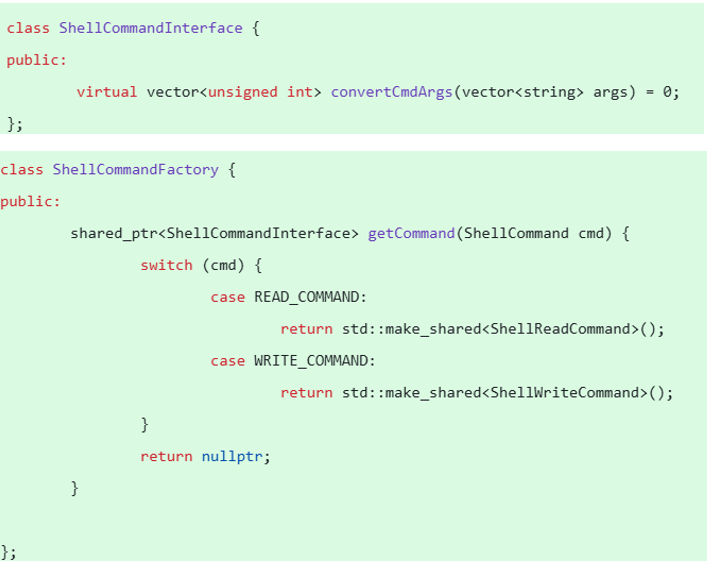 class ShellCommandInterface {
public:
        virtual vector<unsigned int> convertCmdArgs(vector<string> args) = 0;
};
class ShellCommandFactory {
public:
        shared_ptr<ShellCommandInterface> getCommand(ShellCommand cmd) {
                switch (cmd) {
                        case READ_COMMAND:
                                return std::make_shared<ShellReadCommand>();
                        case WRITE_COMMAND:
                                return std::make_shared<ShellWriteCommand>();
                }
                return nullptr;
        }
};